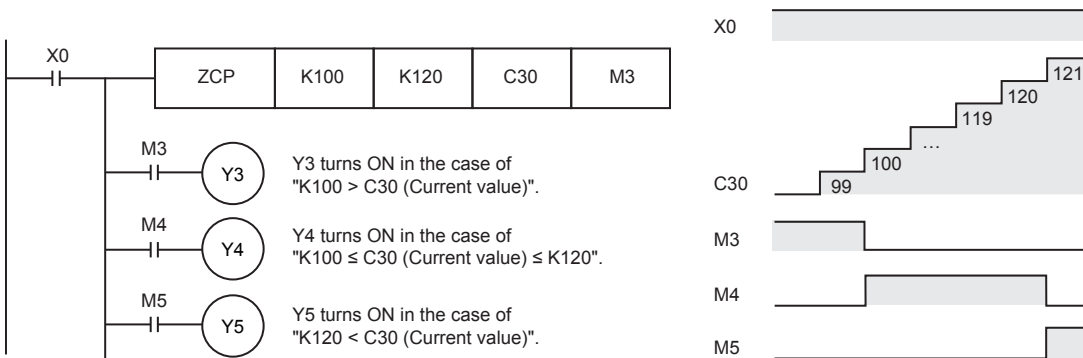 X0
ZCP K100 K120 C30 M3
M3
Y3
Y3 turns ON in the case of
"K100 > C30 (Current value)".
M4
Y4
Y4 turns ON in the case of
"K100 ≤ C30 (Current value) ≤ K120".
M5
Y5
Y5 turns ON in the case of
"K120 < C30 (Current value)".
X0
121
120
119
…
100
99
C30
M3
M4
M5